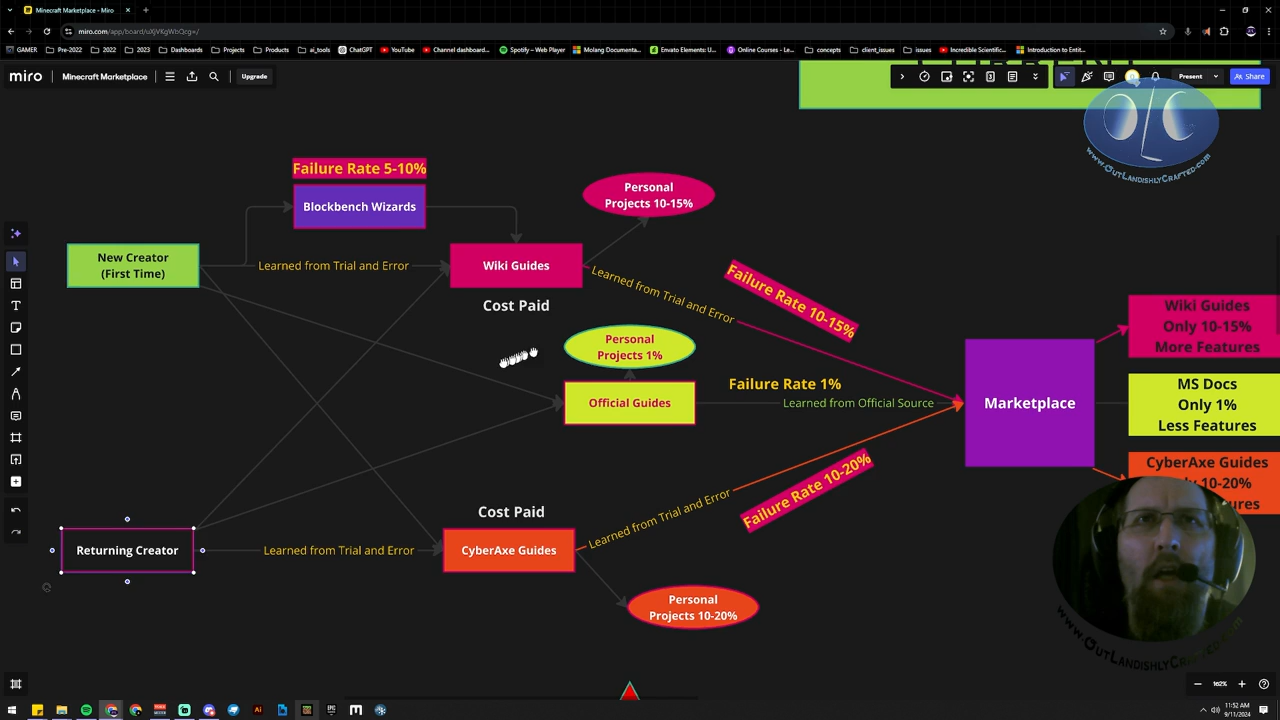 Minecraft Marketplace - Miro
miro.com/app/board/uXjVKgWbQcg=/
GAMER
Pre-2022
2022
2023
Dashboards
Projects
Products
ai_tools
ChatGPT
YouTube
Channel dashboard...
Spotify – Web Player
Molang Documenta...
Envato Elements: U...
Online Courses - Le...
concepts
client_issues
issues
Incredible Scientific...
Introduction to Entit...
miro
Minecraft Marketplace
Upgrade
Present
Share
OLC
www.OutLandishlyCrafted.com
Failure Rate 5-10%
Blockbench Wizards
Personal
Projects 10-15%
New Creator
(First Time)
Learned from Trial and Error
Wiki Guides
Cost Paid
Learned from Trial and Error
Failure Rate 10-15%
Wiki Guides
Only 10-15%
More Features
Personal
Projects 1%
Official Guides
Failure Rate 1%
Learned from Official Source
Marketplace
MS Docs
Only 1%
Less Features
Failure Rate 10-20%
CyberAxe Guides
10-20%
Cost Paid
Learned from Trial and Error
Returning Creator
Learned from Trial and Error
CyberAxe Guides
Personal
Projects 10-20%
www.OutLandishlyCrafted.com
162%
11:52 AM
9/11/2024